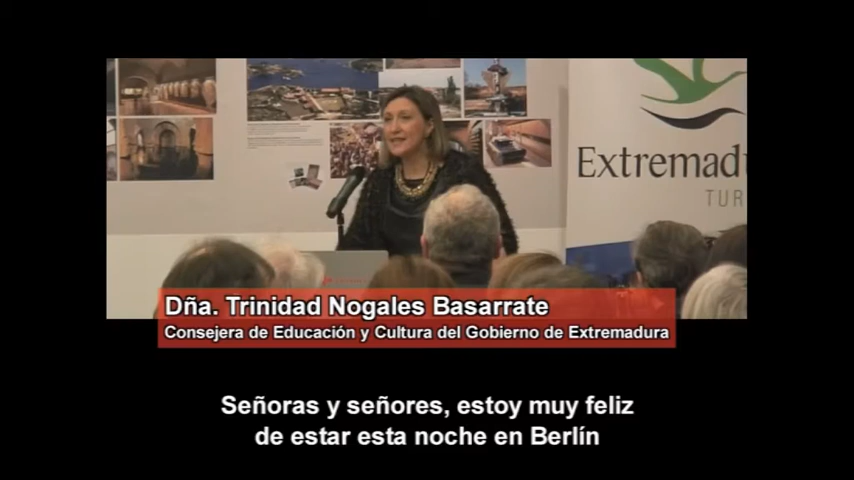 Extremadu
TUR
Dña. Trinidad Nogales Basarrate
Consejera de Educación y Cultura del Gobierno de Extremadura
Señoras y señores, estoy muy feliz
de estar esta noche en Berlín